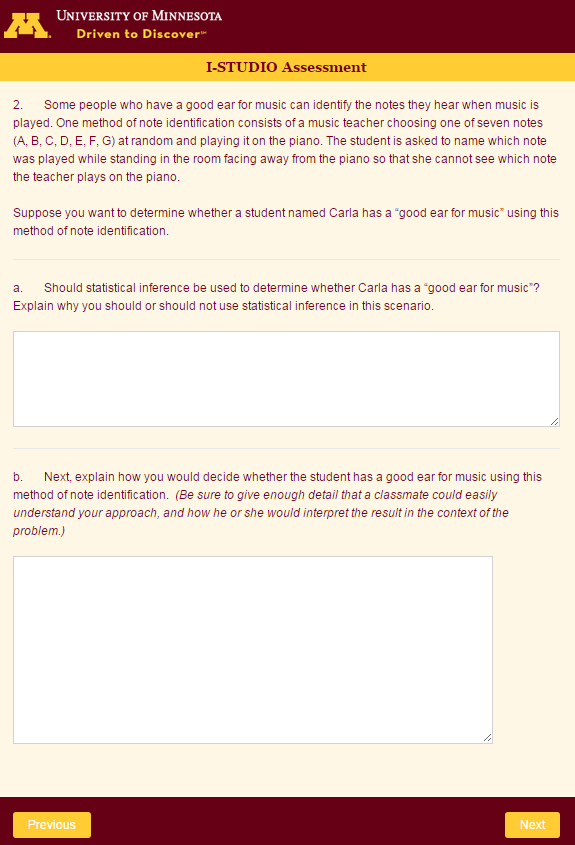 UNIVERSITY OF MINNESOTA
Driven to Discover℠
I-STUDIO Assessment
2. Some people who have a good ear for music can identify the notes they hear when music is
played. One method of note identification consists of a music teacher choosing one of seven notes
(A, B, C, D, E, F, G) at random and playing it on the piano. The student is asked to name which note
was played while standing in the room facing away from the piano so that she cannot see which note
the teacher plays on the piano.
Suppose you want to determine whether a student named Carla has a “good ear for music” using this
method of note identification.
a. Should statistical inference be used to determine whether Carla has a “good ear for music”?
Explain why you should or should not use statistical inference in this scenario.
b. Next, explain how you would decide whether the student has a good ear for music using this
method of note identification. (Be sure to give enough detail that a classmate could easily
understand your approach, and how he or she would interpret the result in the context of the
problem.)
Previous
Next